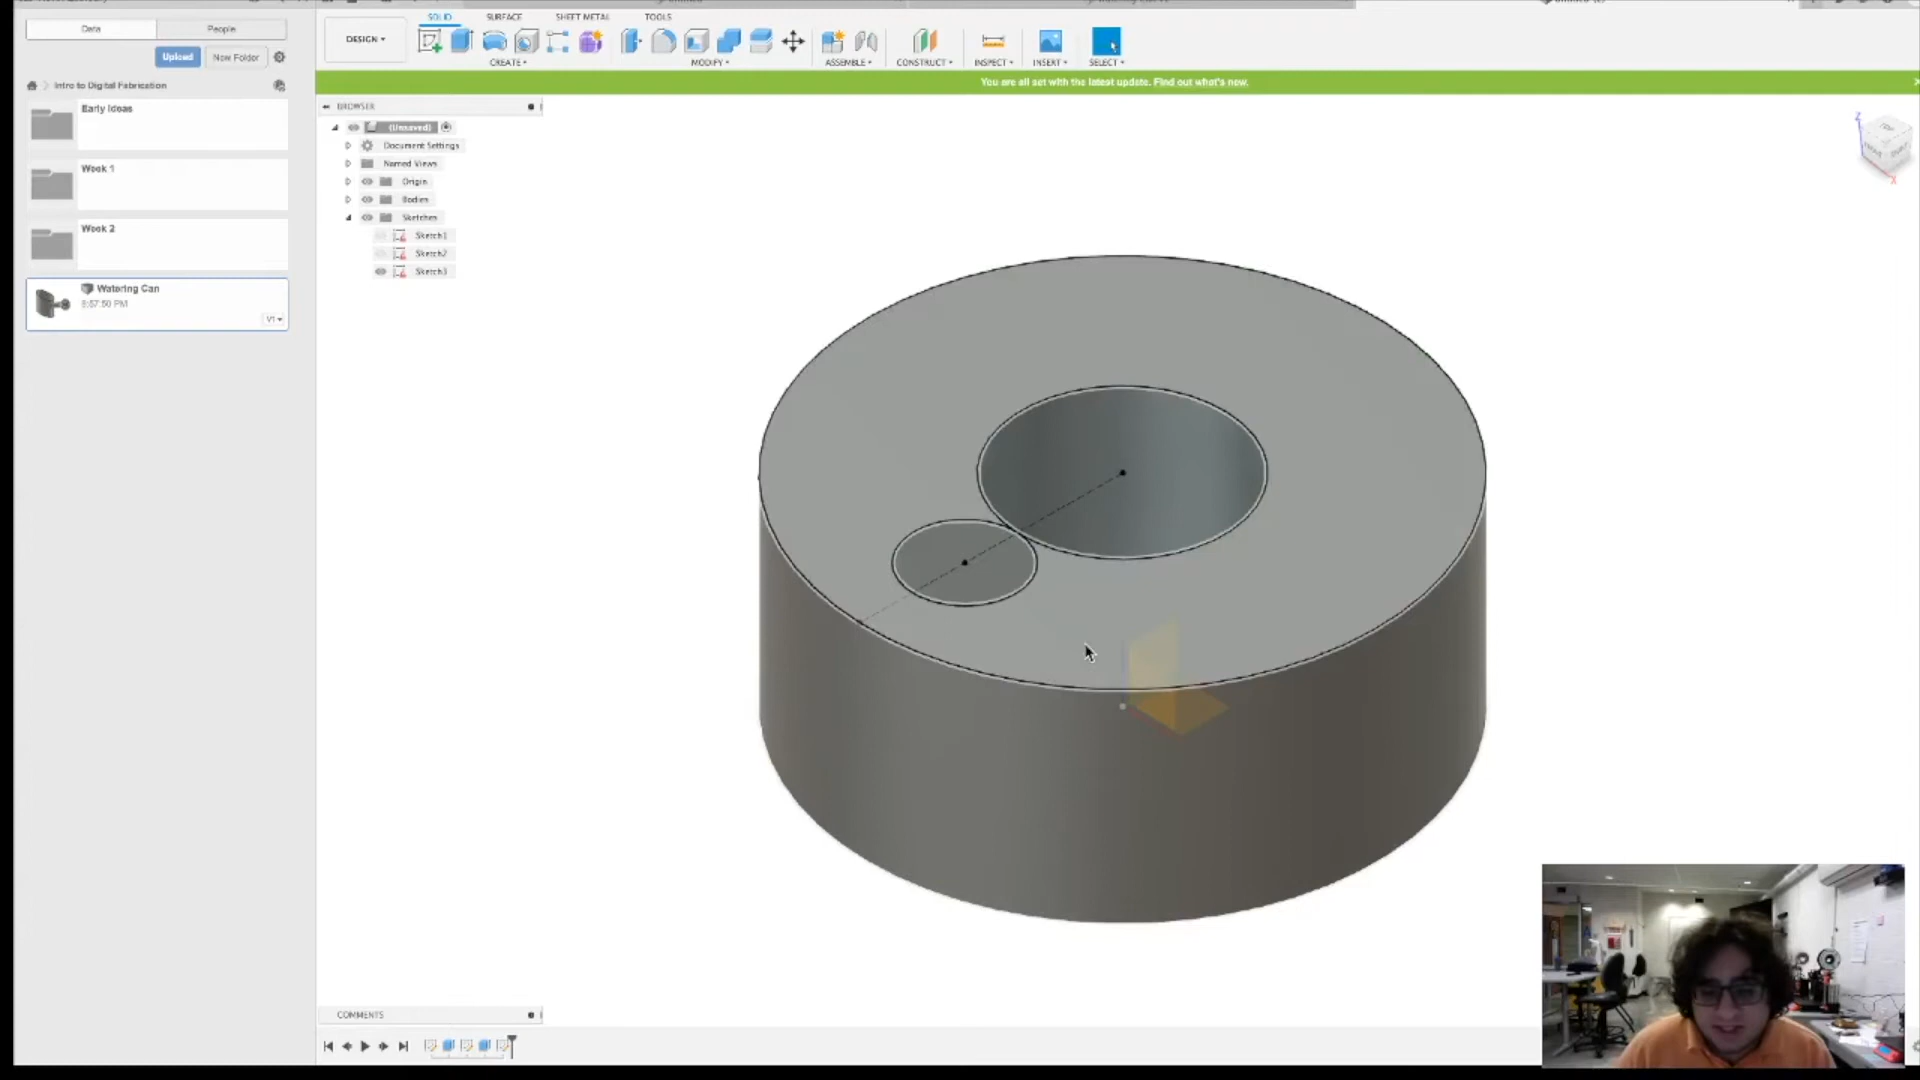 Data
People
Upload
New Folder
Intro to Digital Fabrication
Early Ideas
Week 1
Week 2
Watering Can
V1
DESIGN
SOLID
SURFACE
SHEET METAL
TOOLS
CREATE
MODIFY
ASSEMBLE
CONSTRUCT
INSPECT
INSERT
SELECT
You are all set with the latest update. Find out what's new.
BROWSER
(Unsaved)
Document Settings
Named Views
Origin
Bodies
Sketches
Sketch1
Sketch2
Sketch3
Z
TOP
X
COMMENTS